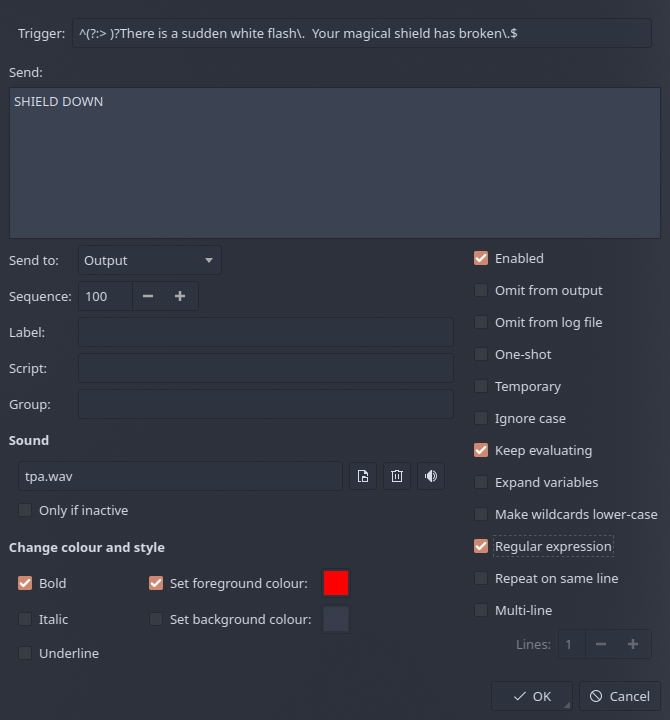 Trigger: ^(?:> )?There is a sudden white flash\.  Your magical shield has broken\.$
Send:
SHIELD DOWN
Send to: Output
Sequence: 100
Label:
Script:
Group:
Sound
tpa.wav
Only if inactive
Change colour and style
Bold Set foreground colour:
Italic Set background colour:
Underline
Enabled
Omit from output
Omit from log file
One-shot
Temporary
Ignore case
Keep evaluating
Expand variables
Make wildcards lower-case
Regular expression
Repeat on same line
Multi-line
Lines: 1
OK Cancel